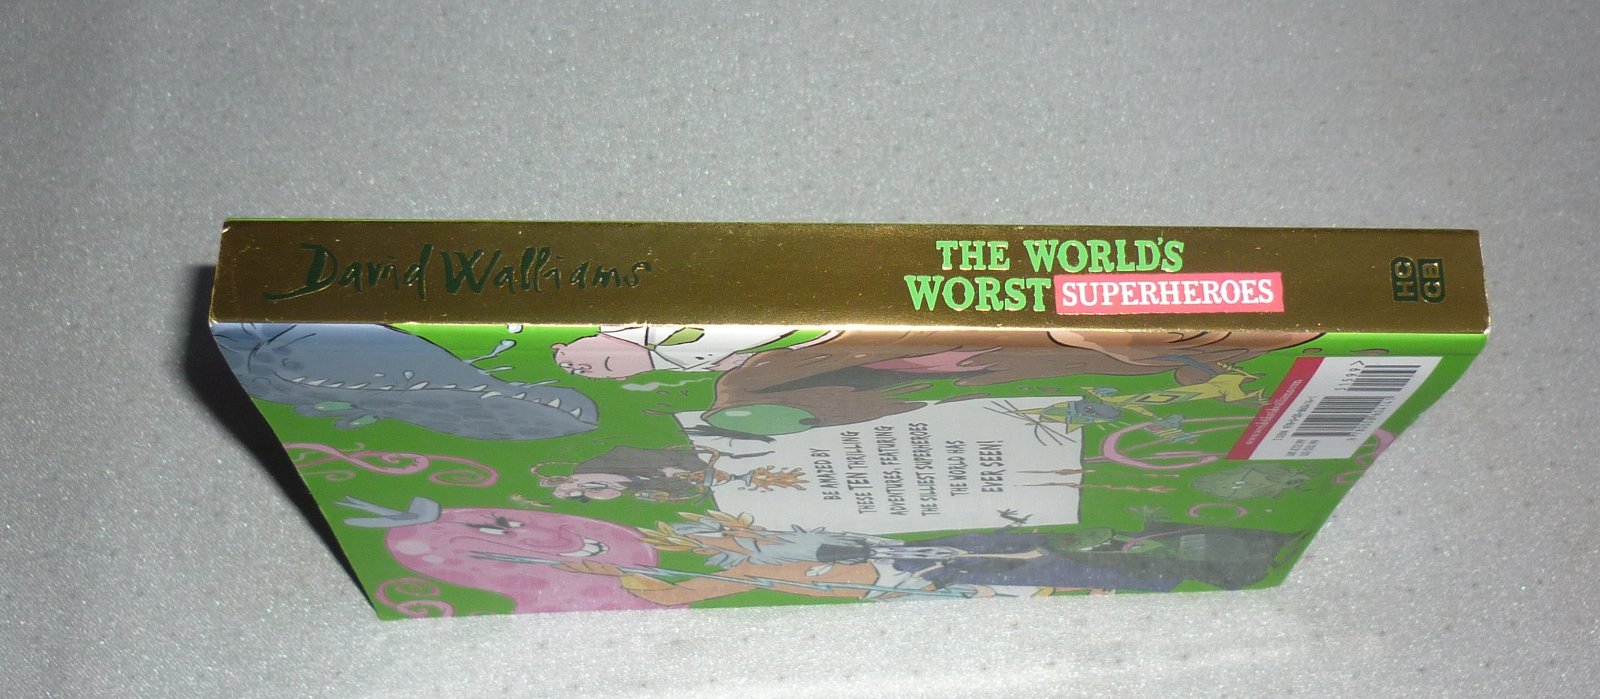 David Walliams
THE WORLD'S
WORST SUPERHEROES
HC
CB
BE AMAZED BY
THESE TEN THRILLING
ADVENTURES, FEATURING
THE SILLIEST SUPERHEROES
THE WORLD HAS
EVER SEEN!